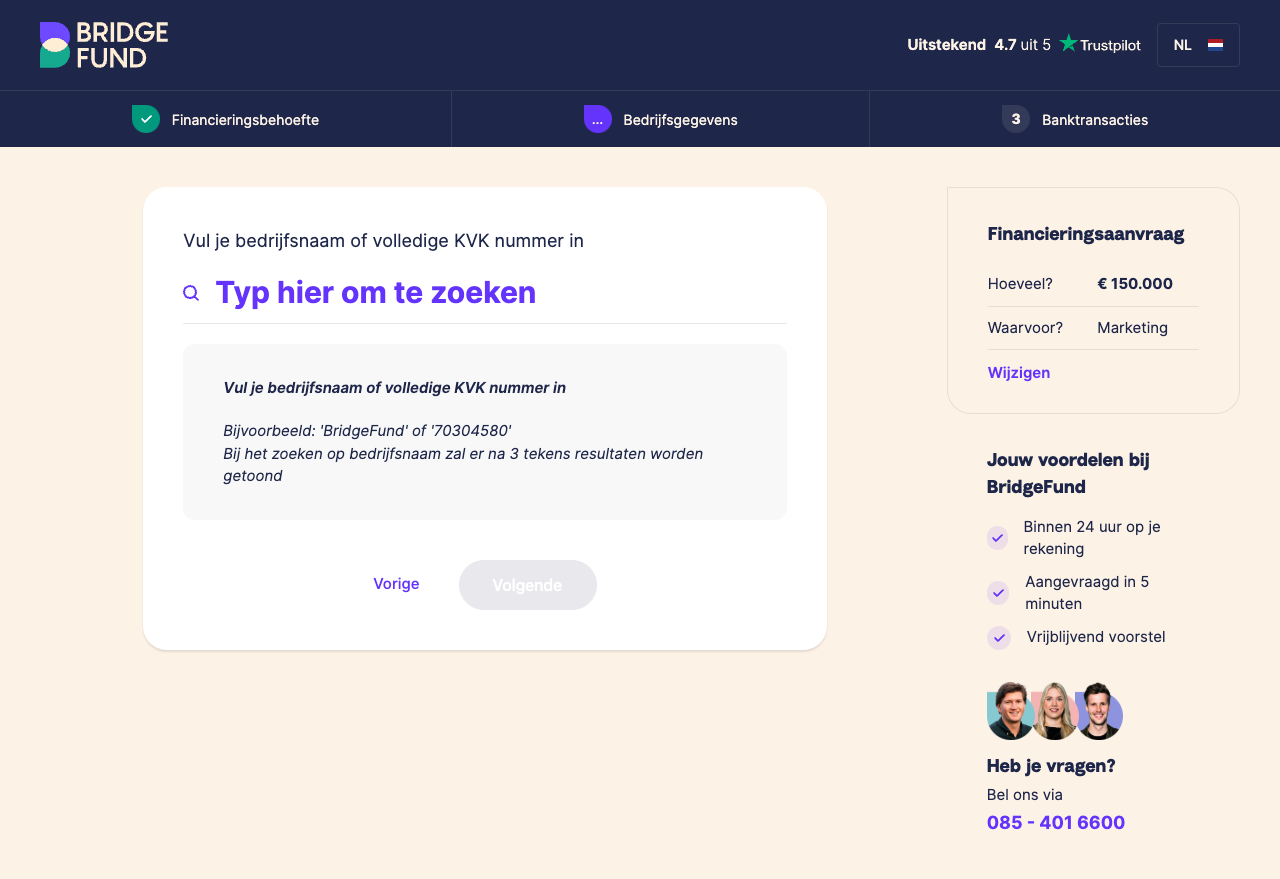 BRIDGE
FUND
Uitstekend 4.7 uit 5 Trustpilot
NL
Financieringsbehoefte
... Bedrijfsgegevens
3 Banktransacties
Vul je bedrijfsnaam of volledige KVK nummer in
Typ hier om te zoeken
Vul je bedrijfsnaam of volledige KVK nummer in
Bijvoorbeeld: 'BridgeFund' of '70304580'
Bij het zoeken op bedrijfsnaam zal er na 3 tekens resultaten worden
getoond
Vorige
Volgende
Financieringsaanvraag
Hoeveel? € 150.000
Waarvoor? Marketing
Wijzigen
Jouw voordelen bij
BridgeFund
Binnen 24 uur op je
rekening
Aangevraagd in 5
minuten
Vrijblijvend voorstel
Heb je vragen?
Bel ons via
085 - 401 6600